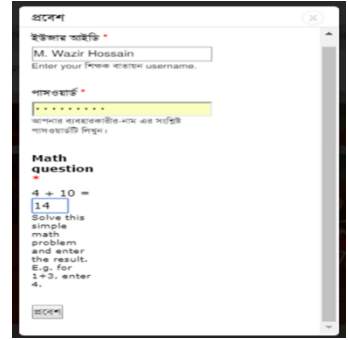 প্রবেশ
ইউজার আইডি *
M. Wazir Hossain
Enter your শিক্ষক বাতায়ন username.
পাসওয়ার্ড *
আপনার ব্যবহারকারীর-নাম এর সংশ্লিষ্ট
পাসওয়ার্ডটি লিখুন।
Math
question
*
4 + 10 =
14
Solve this
simple
math
problem
and enter
the result.
E.g. for
1+3, enter
4.
প্রবেশ